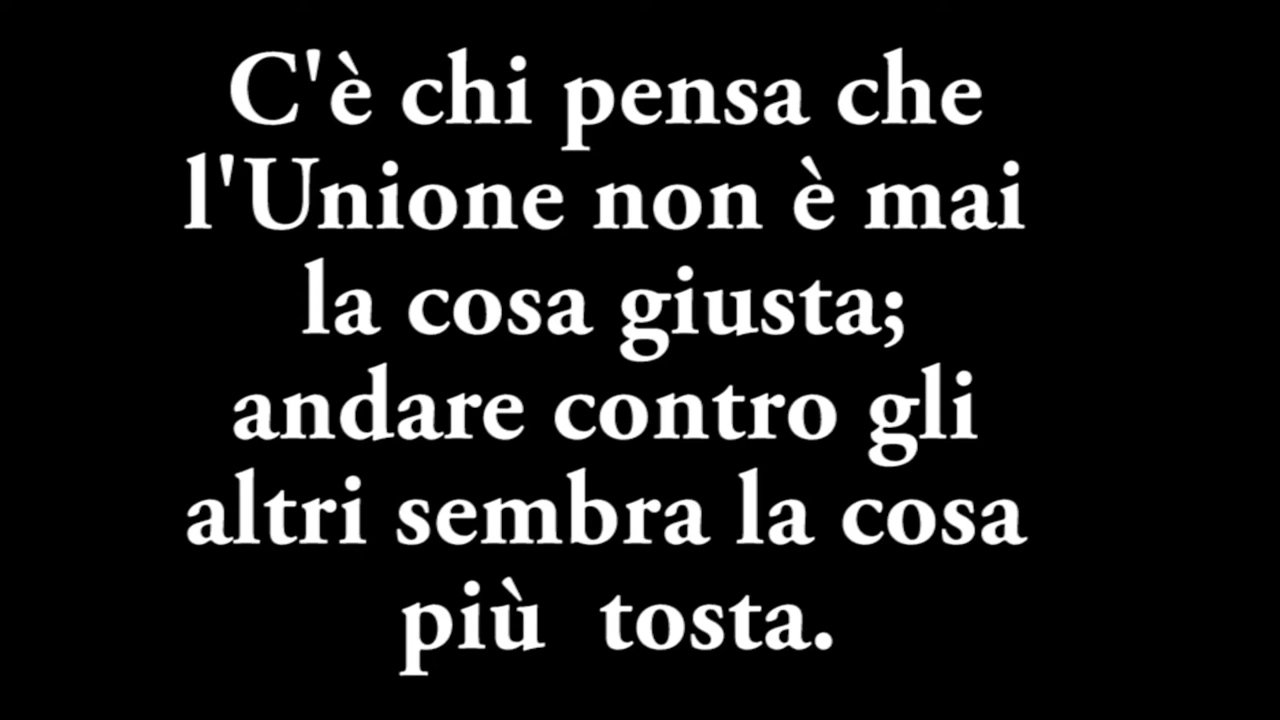 C'è chi pensa che
l'Unione non è mai
la cosa giusta;
andare contro gli
altri sembra la cosa
più  tosta.